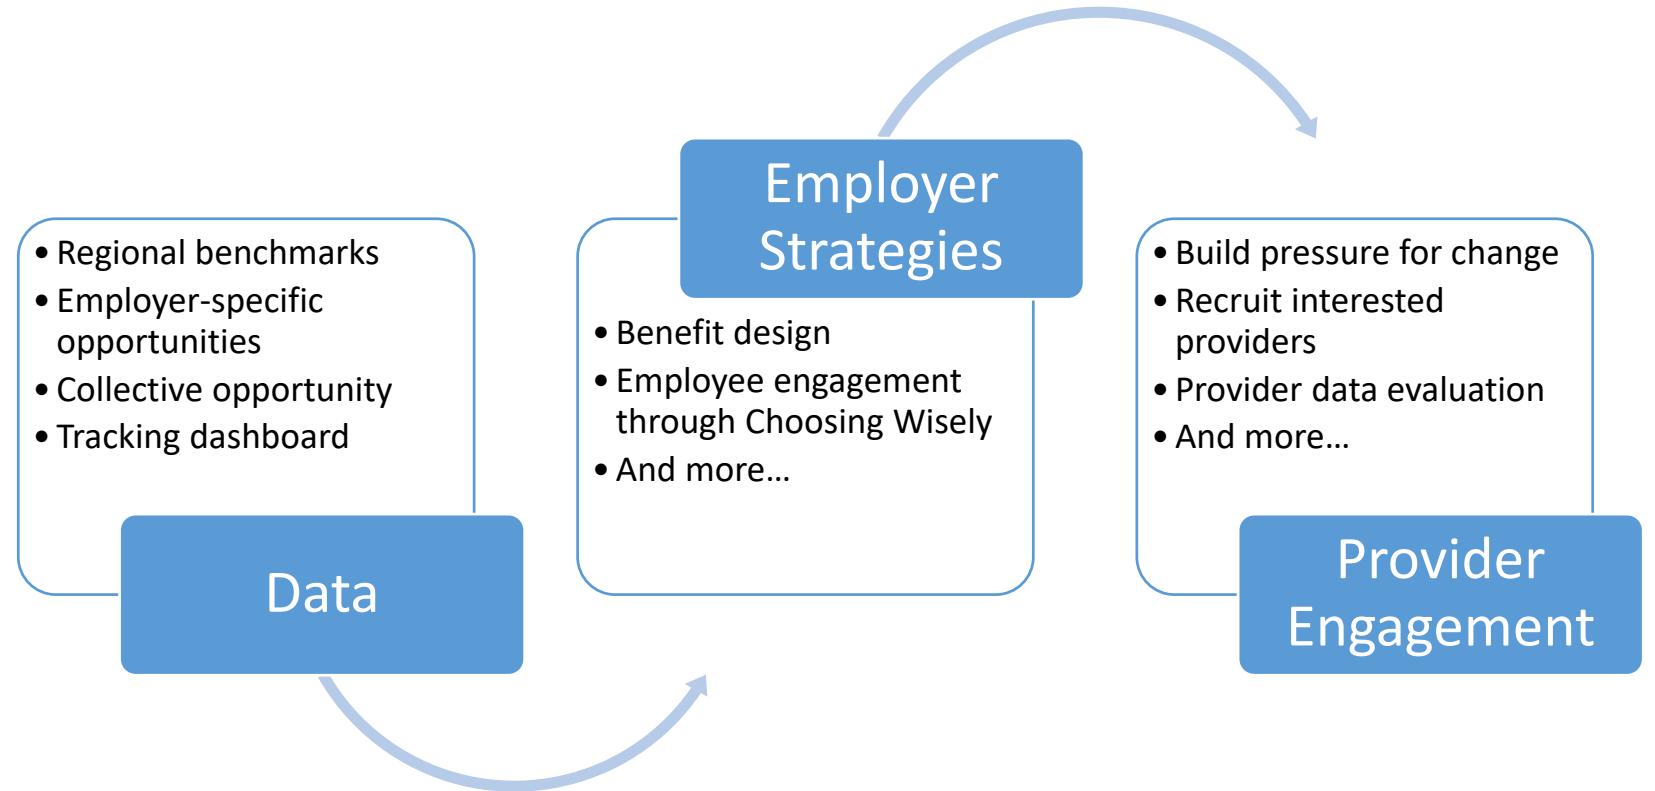 • Regional benchmarks
• Employer-specific
opportunities
• Collective opportunity
• Tracking dashboard
Data
Employer
Strategies
• Benefit design
• Employee engagement
through Choosing Wisely
• And more…
• Build pressure for change
• Recruit interested
providers
• Provider data evaluation
• And more…
Provider
Engagement